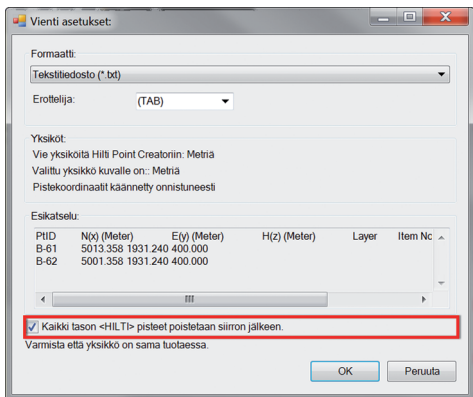 Vienti asetukset:
Formaatti:
Tekstitiedosto (*.txt)
Erottelija: (TAB)
Yksiköt:
Vie yksiköitä Hilti Point Creatoriin: Metriä
Valittu yksikkö kuvalle on:: Metriä
Pistekoordinaatit käännetty onnistuneesti
Esikatselu:
PtID N(x) (Meter) E(y) (Meter) H(z) (Meter) Layer Item Nc
B-61 5013.358 1931.240 400.000
B-62 5001.358 1931.240 400.000
Kaikki tason <HILTI> pisteet poistetaan siirron jälkeen.
Varmista että yksikkö on sama tuotaessa.
OK Peruuta